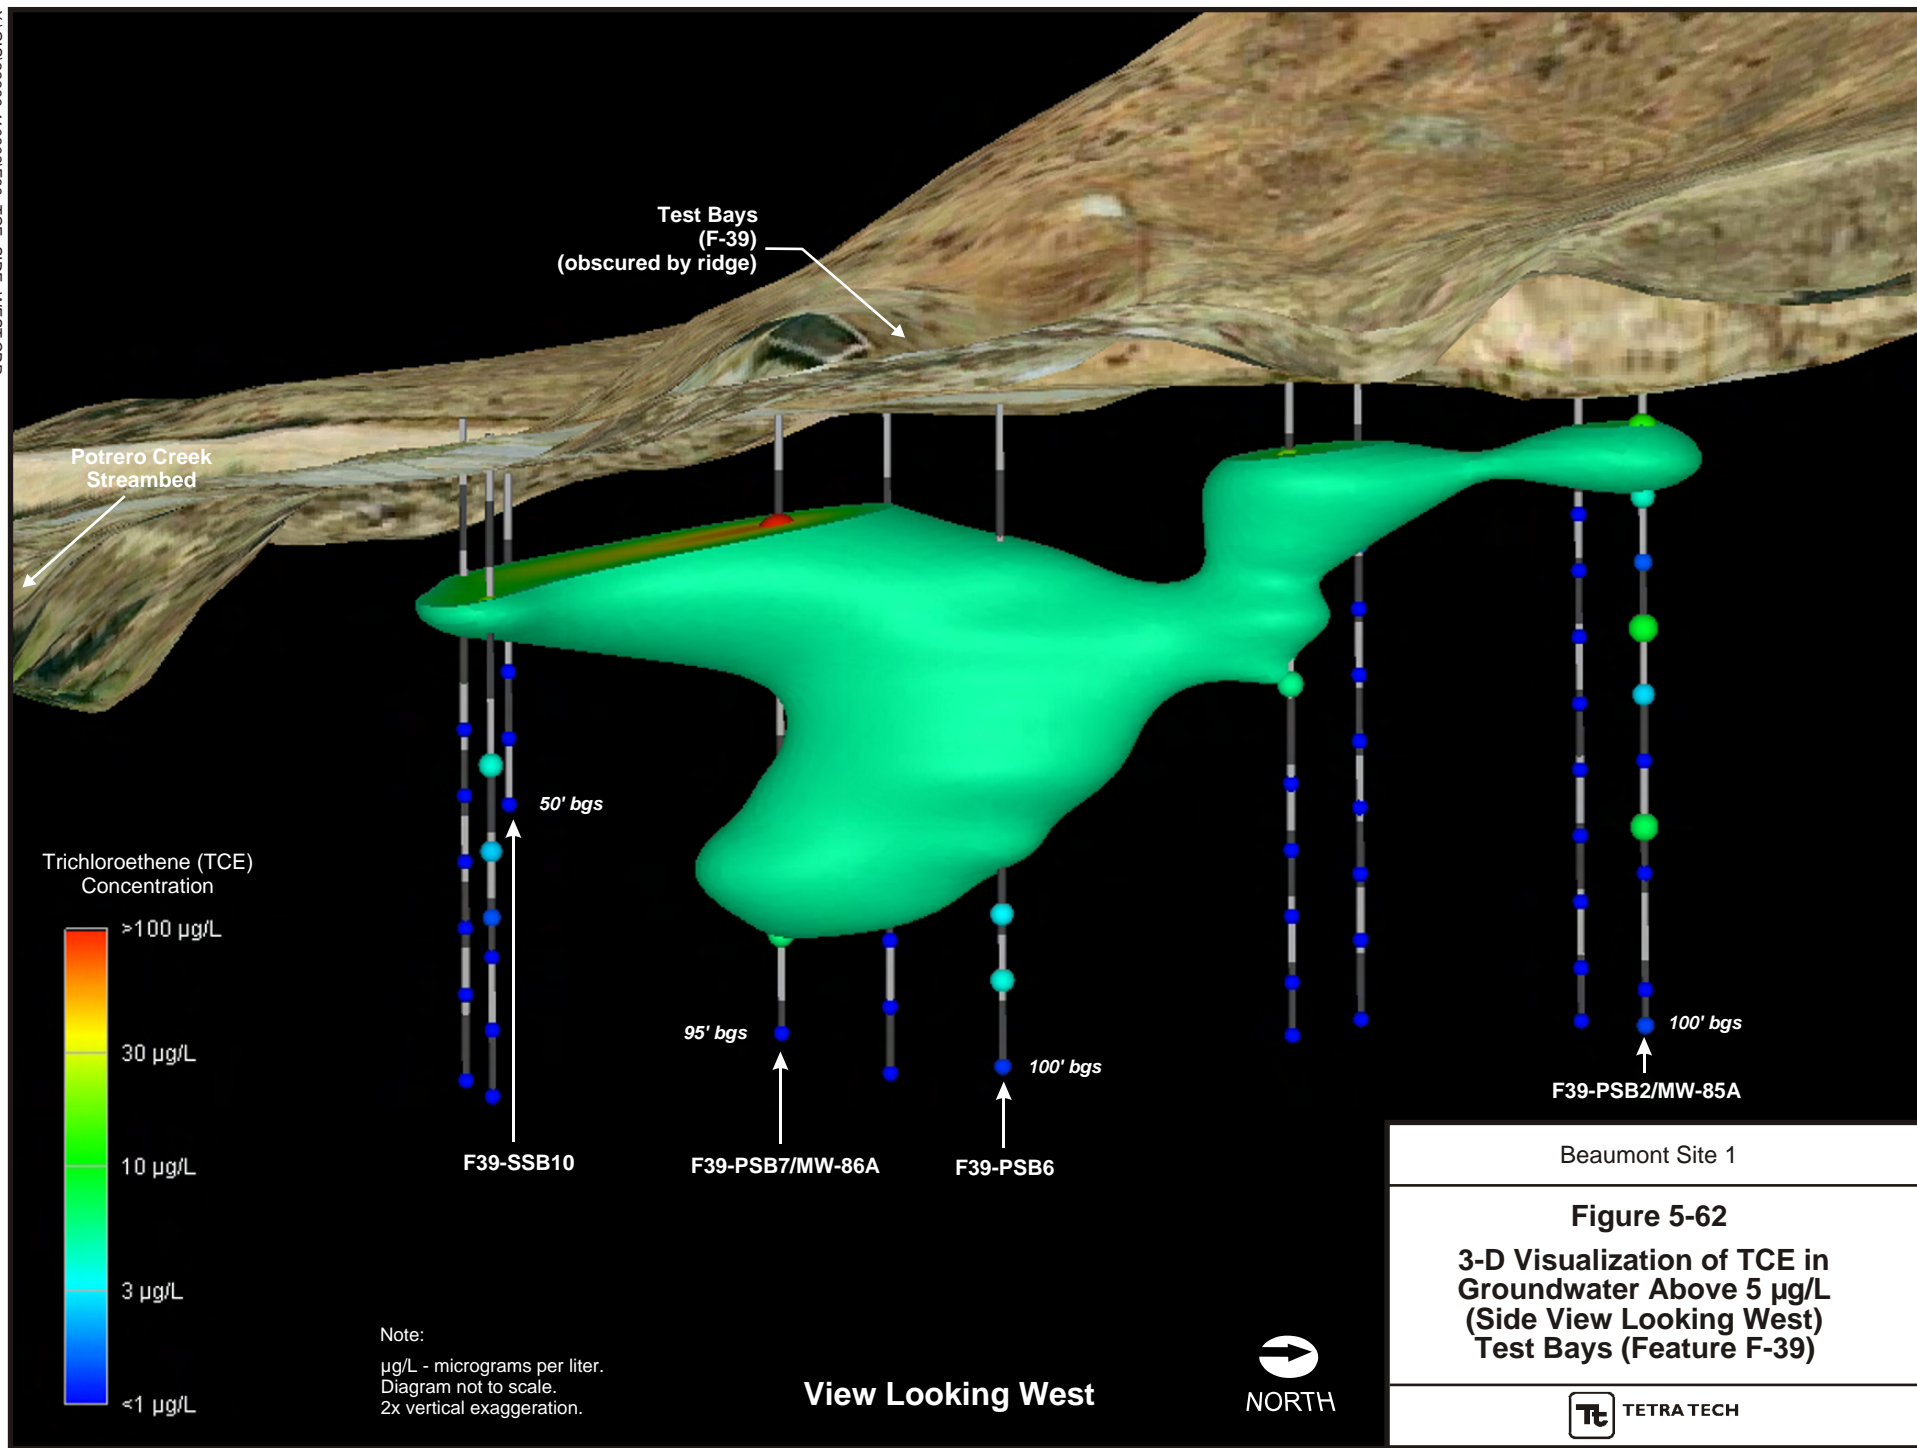 Test Bays
(F-39)
(obscured by ridge)
Potrero Creek
Streambed
50' bgs
95' bgs
100' bgs
100' bgs
F39-SSB10
F39-PSB7/MW-86A
F39-PSB6
F39-PSB2/MW-85A
Trichloroethene (TCE)
Concentration
>100 µg/L
30 µg/L
10 µg/L
3 µg/L
<1 µg/L
Note:
µg/L - micrograms per liter.
Diagram not to scale.
2x vertical exaggeration.
View Looking West
NORTH
Beaumont Site 1
Figure 5-62
3-D Visualization of TCE in
Groundwater Above 5 µg/L
(Side View Looking West)
Test Bays (Feature F-39)
Tt TETRA TECH